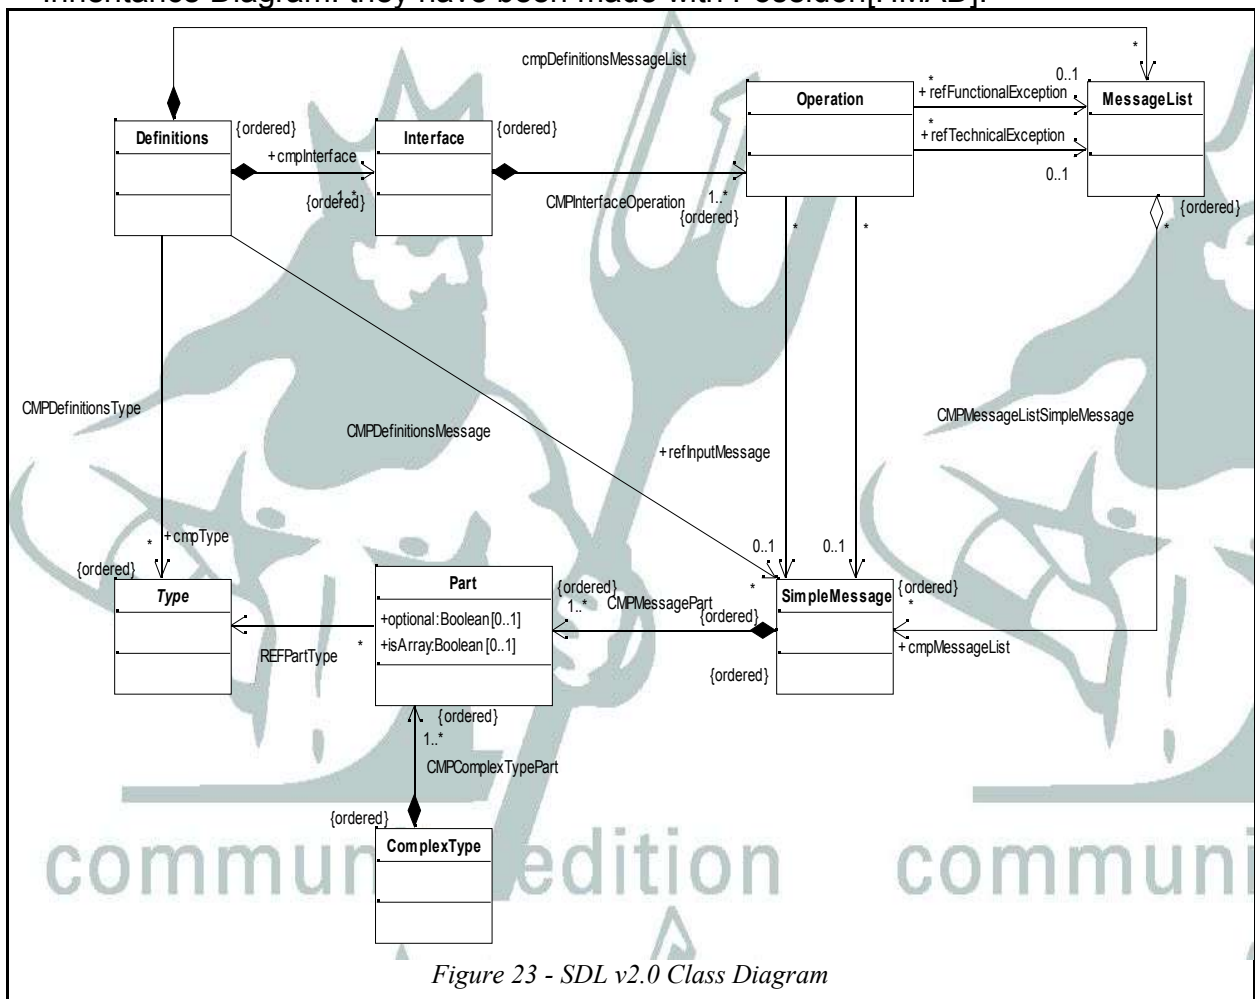 Inheritance Diagram: they have been made with Poseidon[HMAD].
cmpDefinitionsMessageList
*
Definitions
{ordered}
+cmpInterface
1..*
{ordered}
Interface
{ordered}
CMPInterfaceOperation
1..*
{ordered}
Operation
*
+refFunctionalException
0..1
*
+refTechnicalException
0..1
MessageList
{ordered}
*
*
*
CMPDefinitionsType
CMPDefinitionsMessage
+refInputMessage
CMPMessageListSimpleMessage
*
+cmpType
{ordered}
Type
REFPartType
*
Part
+optional:Boolean[0..1]
+isArray:Boolean[0..1]
{ordered}
1..*
CMPMessagePart
{ordered}
*
0..1
0..1
SimpleMessage
{ordered}
*
+cmpMessageList
{ordered}
{ordered}
1..*
CMPComplexTypePart
{ordered}
ComplexType
edition
Figure 23 - SDL v2.0 Class Diagram